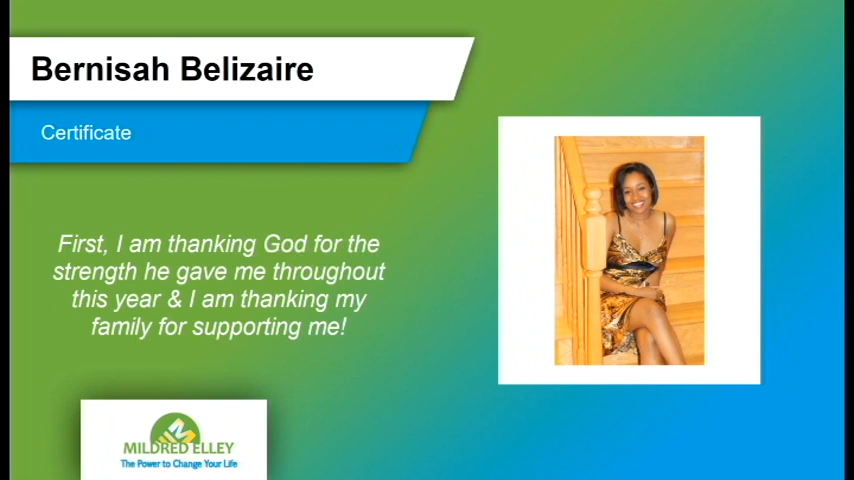 Bernisah Belizaire
Certificate
First, I am thanking God for the
strength he gave me throughout
this year & I am thanking my
family for supporting me!
MILDRED ELLEY
The Power to Change Your Life